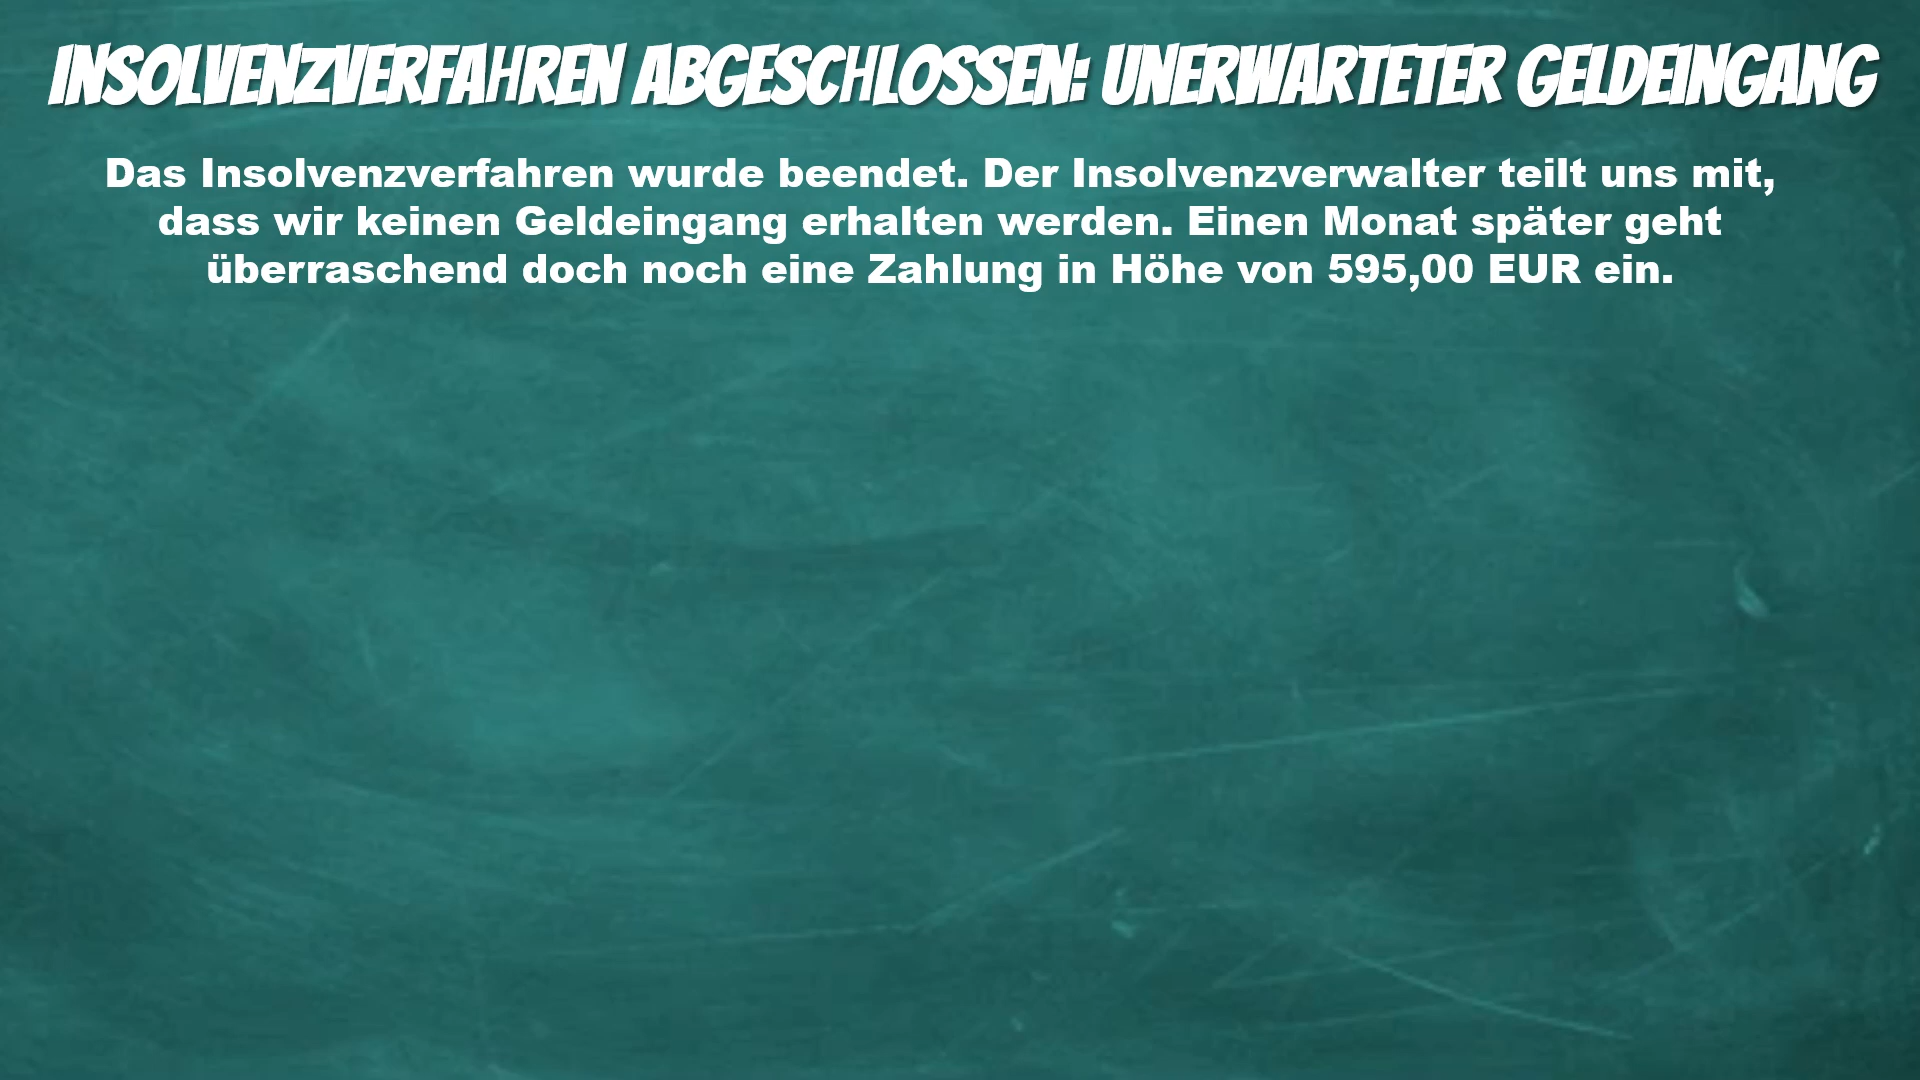 INSOLVENZVERFAHREN ABGESCHLOSSEN: UNERWARTETER GELDEINGANG
Das Insolvenzverfahren wurde beendet. Der Insolvenzverwalter teilt uns mit,
dass wir keinen Geldeingang erhalten werden. Einen Monat später geht
überraschend doch noch eine Zahlung in Höhe von 595,00 EUR ein.